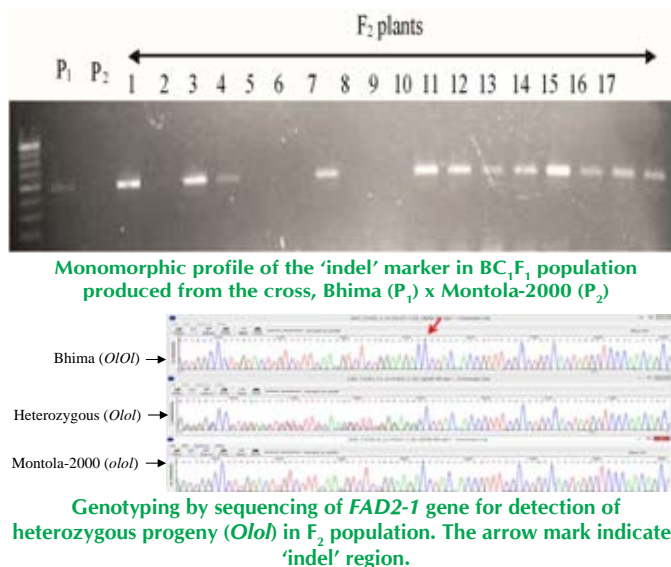 F₂ plants
P₁ P₂ 1 2 3 4 5 6 7 8 9 10 11 12 13 14 15 16 17
Monomorphic profile of the ‘indel’ marker in BC₁F₁ population
produced from the cross, Bhima (P₁) x Montola-2000 (P₂)
Bhima (OlOl)
Heterozygous (Olol)
Montola-2000 (olol)
Genotyping by sequencing of FAD2-1 gene for detection of
heterozygous progeny (Olol) in F₂ population. The arrow mark indicate
‘indel’ region.